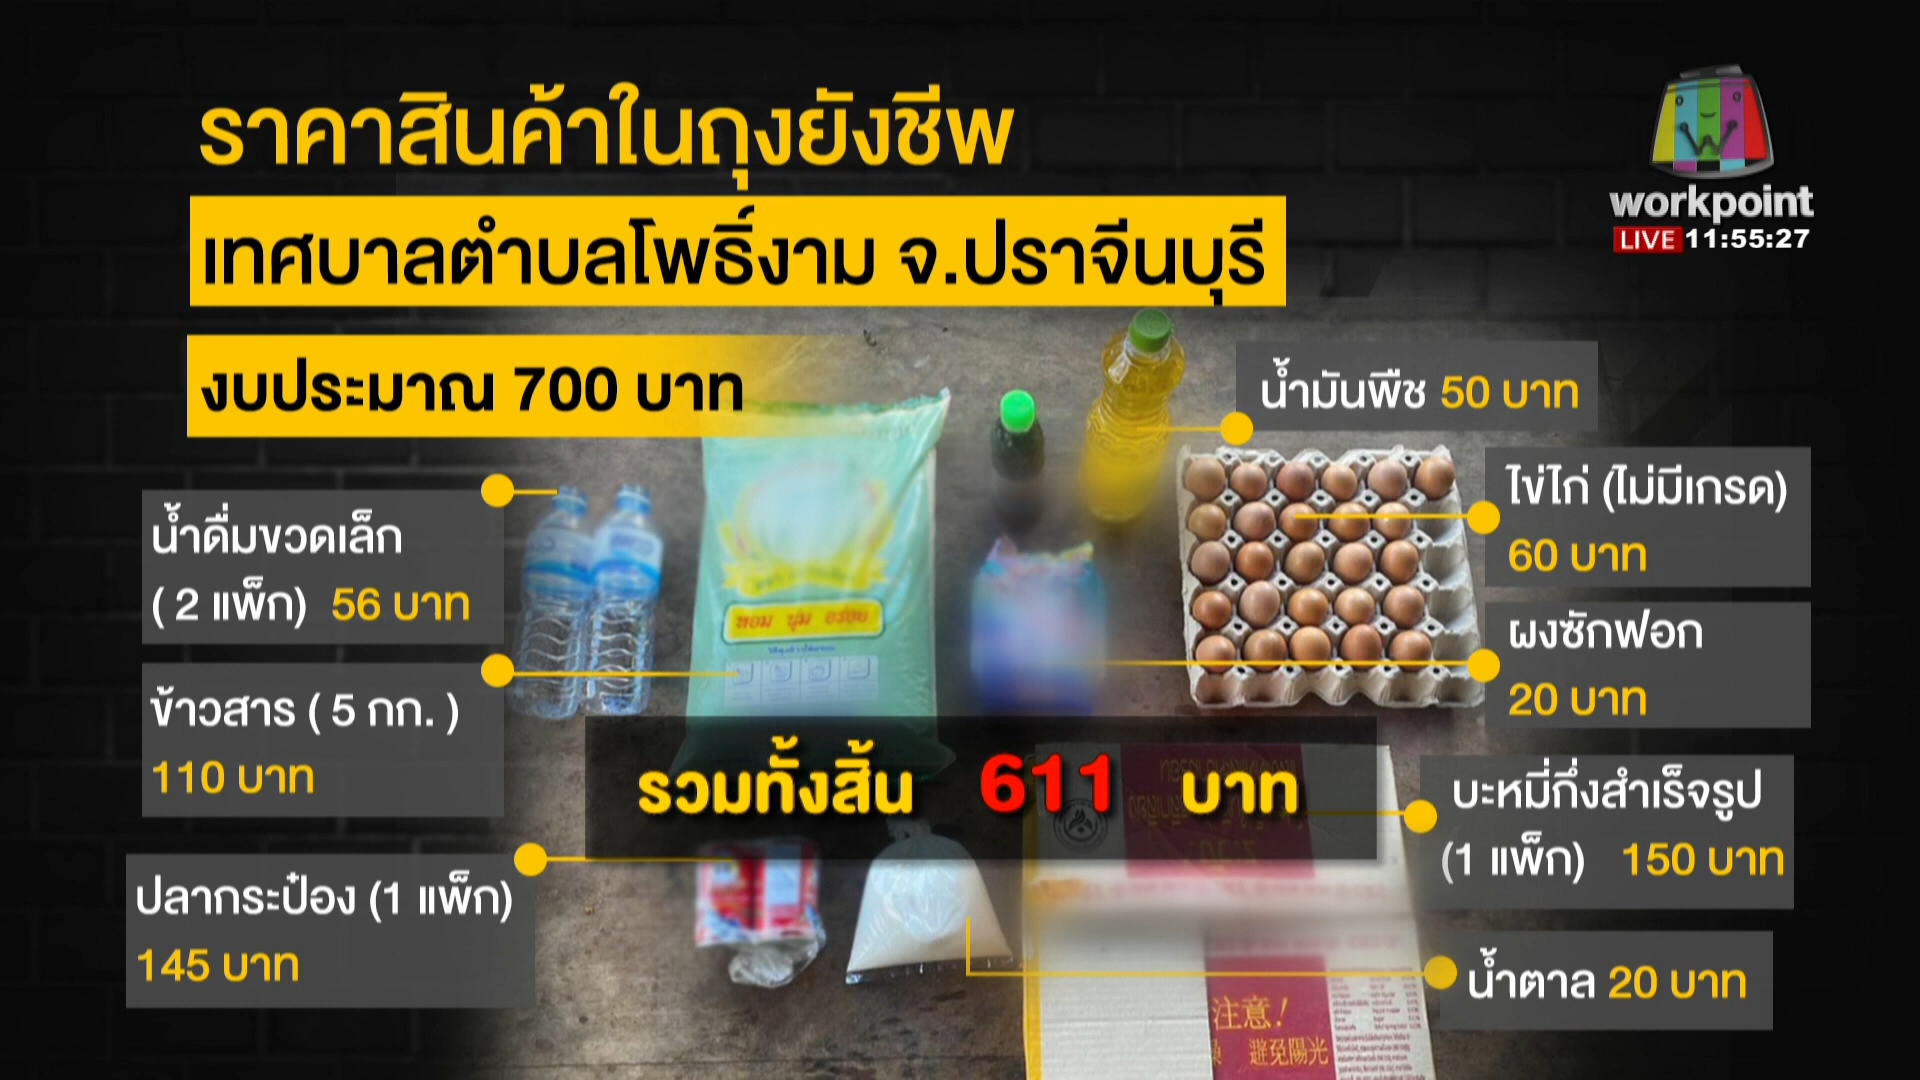 ราคาสินค้าในถุงยังชีพ
เทศบาลตำบลโพธิ์งาม จ.ปราจีนบุรี
งบประมาณ 700 บาท
workpoint
LIVE 11:55:27
น้ำมันพืช 50 บาท
ไข่ไก่ (ไม่มีเกรด)
60 บาท
ผงซักฟอก
20 บาท
น้ำดื่มขวดเล็ก
( 2 แพ็ก) 56 บาท
ข้าวสาร ( 5 กก. )
110 บาท
หอม นุ่ม อร่อย
รวมทั้งสิ้น 611 บาท
บะหมี่กึ่งสำเร็จรูป
(1 แพ็ก) 150 บาท
ปลากระป๋อง (1 แพ็ก)
145 บาท
น้ำตาล 20 บาท
注意!
避免陽光